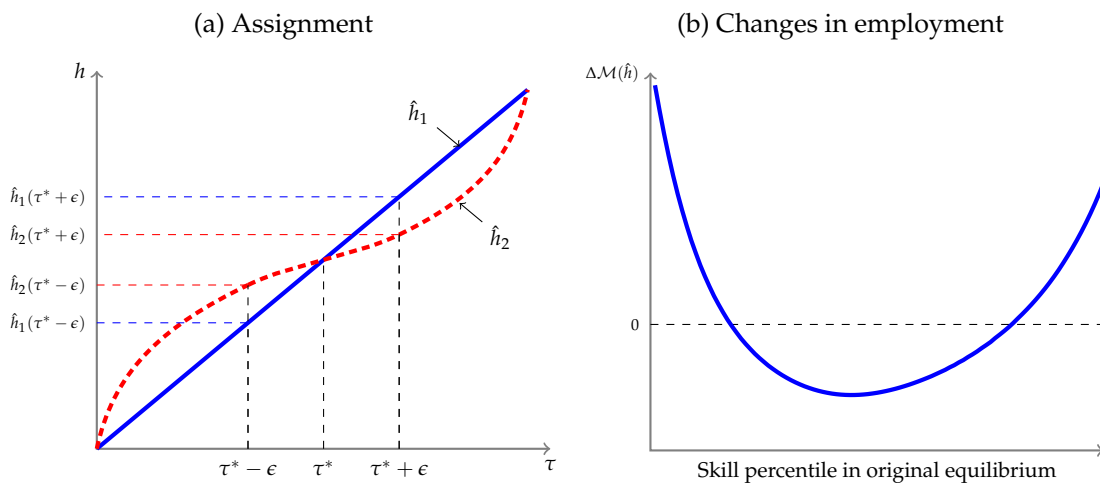 (a) Assignment
h
ĥ₁
ĥ₁(τ* + ϵ)
ĥ₂(τ* + ϵ)
ĥ₂
ĥ₂(τ* − ϵ)
ĥ₁(τ* − ϵ)
τ* − ϵ
τ*
τ* + ϵ
τ
(b) Changes in employment
Δℳ(ĥ)
0
Skill percentile in original equilibrium